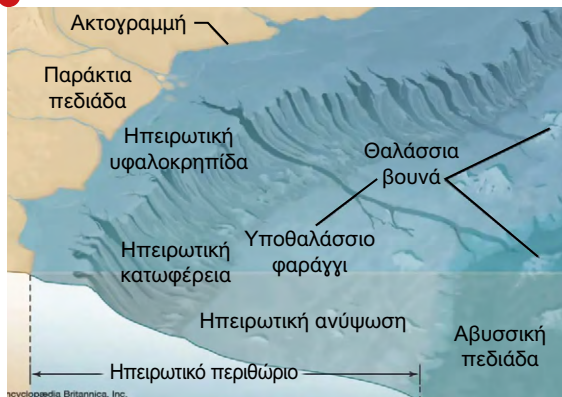 Ακτογραμμή
Παράκτια
πεδιάδα
Ηπειρωτική
υφαλοκρηπίδα
Θαλάσσια
βουνά
Υποθαλάσσιο
φαράγγι
Ηπειρωτική
κατωφέρεια
Ηπειρωτική ανύψωση
Αβυσσική
πεδιάδα
Ηπειρωτικό περιθώριο
ncyclopædia Britannica, Inc.